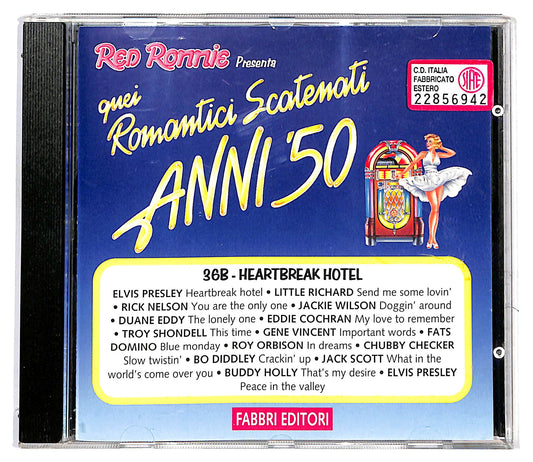 Red Ronnie Presenta
quei
Romantici Scatenati
ANNI '50
C.D. ITALIA
FABBRICATO
ESTERO
22856942
SIAE
36B - HEARTBREAK HOTEL
ELVIS PRESLEY Heartbreak hotel • LITTLE RICHARD Send me some lovin'
• RICK NELSON You are the only one • JACKIE WILSON Doggin' around
• DUANE EDDY The lonely one • EDDIE COCHRAN My love to remember
• TROY SHONDELL This time • GENE VINCENT Important words • FATS
DOMINO Blue monday • ROY ORBISON In dreams • CHUBBY CHECKER
Slow twistin' • BO DIDDLEY Crackin' up • JACK SCOTT What in the
world's come over you • BUDDY HOLLY That's my desire • ELVIS PRESLEY
Peace in the valley
FABBRI EDITORI